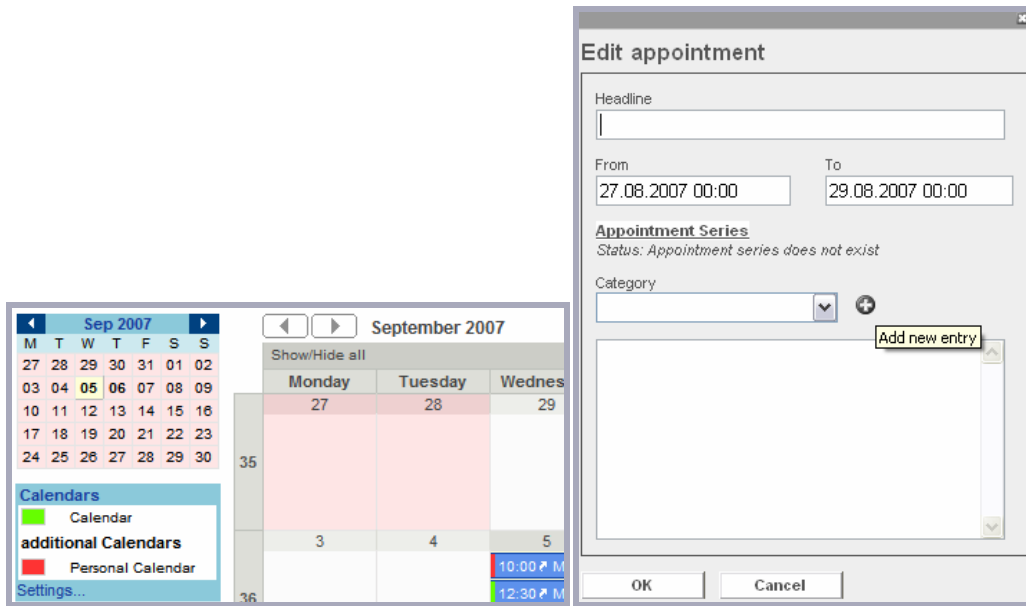 Sep 2007
M T W T F S S
27 28 29 30 31 01 02
03 04 05 06 07 08 09
10 11 12 13 14 15 16
17 18 19 20 21 22 23
24 25 26 27 28 29 30
Calendars
Calendar
additional Calendars
Personal Calendar
Settings...
September 2007
Show/Hide all
Monday Tuesday Wednes
27 28 29
35
3 4 5
10:00 M
12:30 M
36
Edit appointment
Headline
From To
27.08.2007 00:00 29.08.2007 00:00
Appointment Series
Status: Appointment series does not exist
Category
Add new entry
OK Cancel